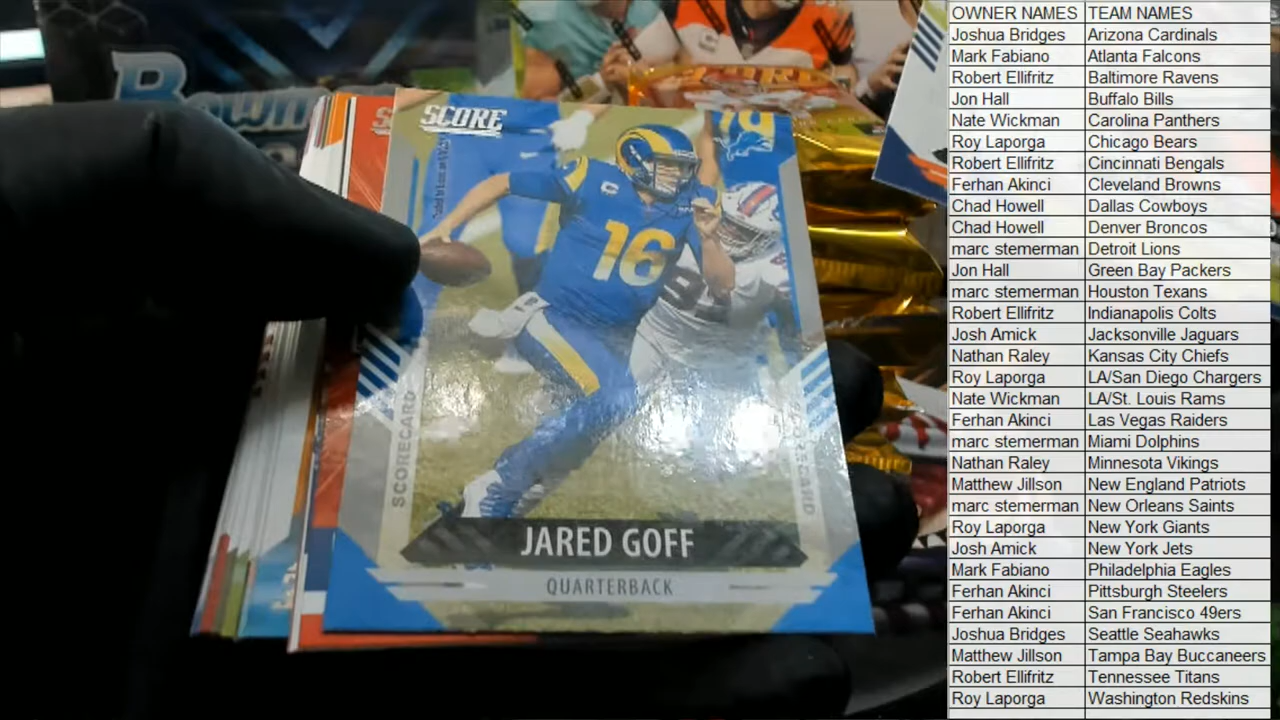 SCORE
16
SCORECARD
JARED GOFF
QUARTERBACK
OWNER NAMES TEAM NAMES
Joshua Bridges Arizona Cardinals
Mark Fabiano Atlanta Falcons
Robert Ellifritz Baltimore Ravens
Jon Hall Buffalo Bills
Nate Wickman Carolina Panthers
Roy Laporga Chicago Bears
Robert Ellifritz Cincinnati Bengals
Ferhan Akinci Cleveland Browns
Chad Howell Dallas Cowboys
Chad Howell Denver Broncos
marc stemerman Detroit Lions
Jon Hall Green Bay Packers
marc stemerman Houston Texans
Robert Ellifritz Indianapolis Colts
Josh Amick Jacksonville Jaguars
Nathan Raley Kansas City Chiefs
Roy Laporga LA/San Diego Chargers
Nate Wickman LA/St. Louis Rams
Ferhan Akinci Las Vegas Raiders
marc stemerman Miami Dolphins
Nathan Raley Minnesota Vikings
Matthew Jillson New England Patriots
marc stemerman New Orleans Saints
Roy Laporga New York Giants
Josh Amick New York Jets
Mark Fabiano Philadelphia Eagles
Ferhan Akinci Pittsburgh Steelers
Ferhan Akinci San Francisco 49ers
Joshua Bridges Seattle Seahawks
Matthew Jillson Tampa Bay Buccaneers
Robert Ellifritz Tennessee Titans
Roy Laporga Washington Redskins